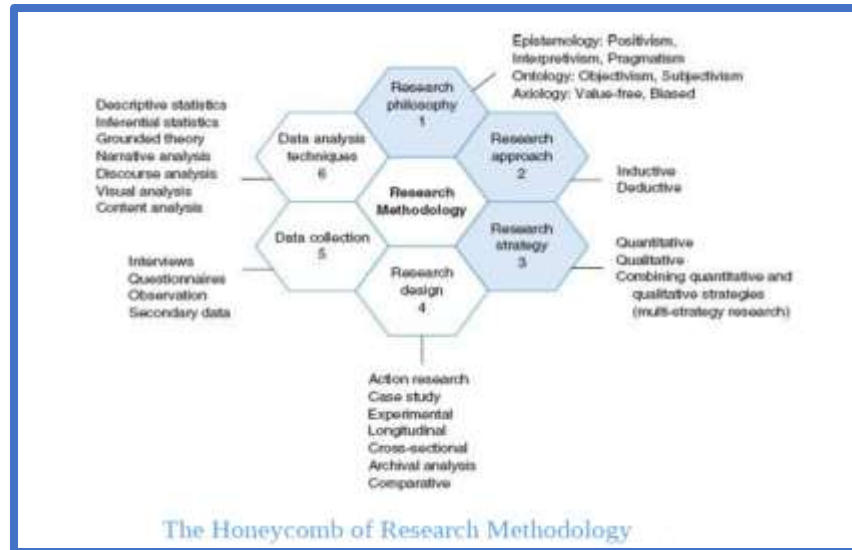 Epistemology: Positivism,
Interpretivism, Pragmatism
Ontology: Objectivism, Subjectivism
Axiology: Value-free, Biased
Research
philosophy
1
Research
approach
2
Inductive
Deductive
Research
strategy
3
Quantitative
Qualitative
Combining quantitative and
qualitative strategies
(multi-strategy research)
Research
design
4
Action research
Case study
Experimental
Longitudinal
Cross-sectional
Archival analysis
Comparative
Data collection
5
Interviews
Questionnaires
Observation
Secondary data
Data analysis
techniques
6
Descriptive statistics
Inferential statistics
Grounded theory
Narrative analysis
Discourse analysis
Visual analysis
Content analysis
Research
Methodology
The Honeycomb of Research Methodology